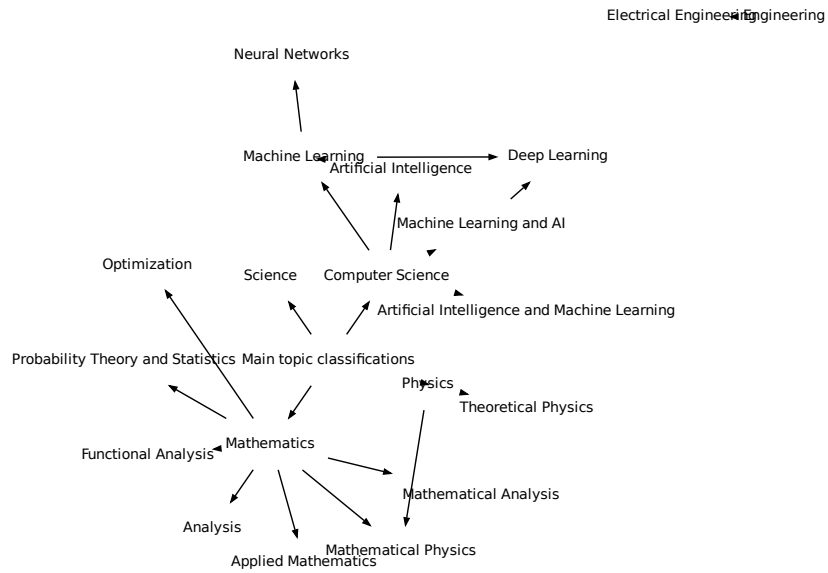 Electrical Engineering
Engineering
Neural Networks
Machine Learning
Deep Learning
Artificial Intelligence
Machine Learning and AI
Optimization
Science
Computer Science
Artificial Intelligence and Machine Learning
Probability Theory and Statistics
Main topic classifications
Physics
Theoretical Physics
Mathematics
Functional Analysis
Mathematical Analysis
Analysis
Mathematical Physics
Applied Mathematics